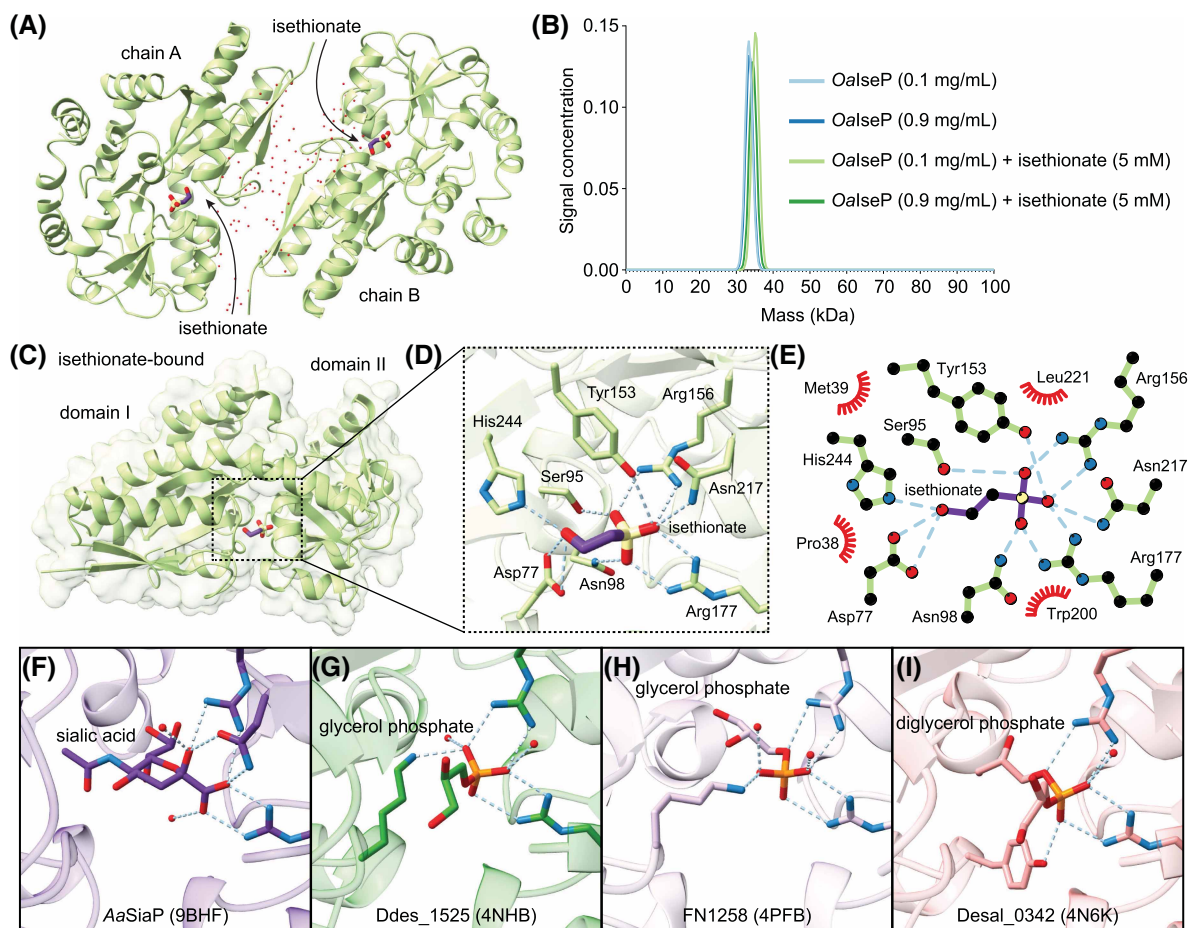 (A)
isethionate
chain A
chain B
isethionate
(B)
Signal concentration
0.15
0.10
0.05
0.00
0 10 20 30 40 50 60 70 80 90 100
Mass (kDa)
OaIseP (0.1 mg/mL)
OaIseP (0.9 mg/mL)
OaIseP (0.1 mg/mL) + isethionate (5 mM)
OaIseP (0.9 mg/mL) + isethionate (5 mM)
(C)
isethionate-bound
domain II
domain I
(D)
Tyr153
Arg156
His244
Ser95
Asn217
isethionate
Asp77
Asn98
Arg177
(E)
Tyr153
Leu221
Arg156
Met39
Ser95
His244
Asn217
isethionate
Pro38
Arg177
Asp77
Asn98
Trp200
(F)
sialic acid
AaSiaP (9BHF)
(G)
glycerol phosphate
Ddes_1525 (4NHB)
(H)
glycerol phosphate
FN1258 (4PFB)
(I)
diglycerol phosphate
Desal_0342 (4N6K)